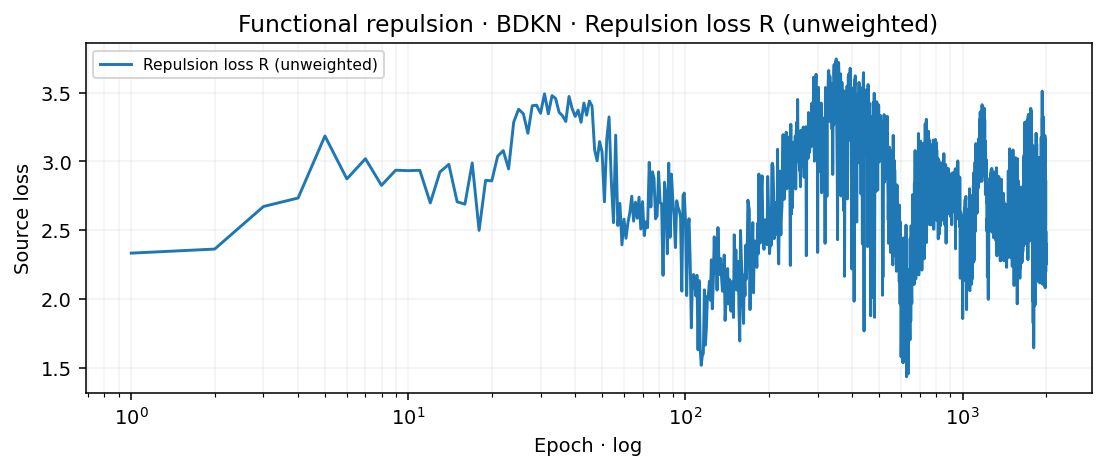 Functional repulsion · BDKN · Repulsion loss R (unweighted)
Repulsion loss R (unweighted)
Source loss
3.5
3.0
2.5
2.0
1.5
10⁰ 10¹ 10² 10³
Epoch · log